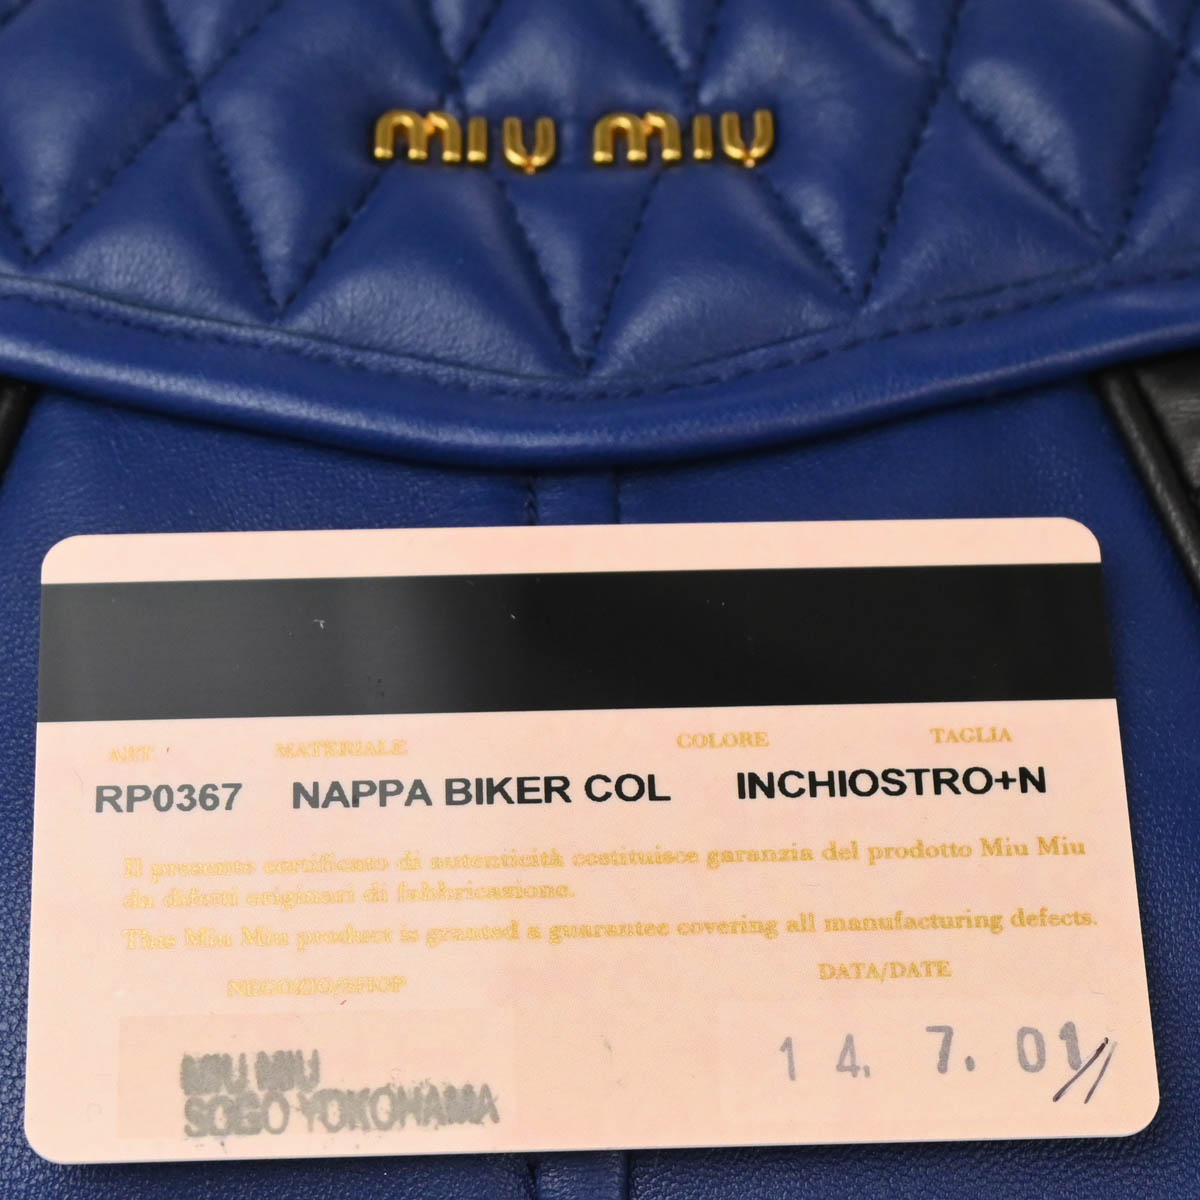 miu miu
ART
MATERIALE
COLORE
TAGLIA
RP0367 NAPPA BIKER COL INCHIOSTRO+N
Il presente certificato di autenticità costituisce garanzia del prodotto Miu Miu
da difetti originari di fabbricazione.
This Miu Miu product is granted a guarantee covering all manufacturing defects.
NEGOZIO/SHOP
DATA/DATE
MIU MIU
SOGO YOKOHAMA
14. 7. 01